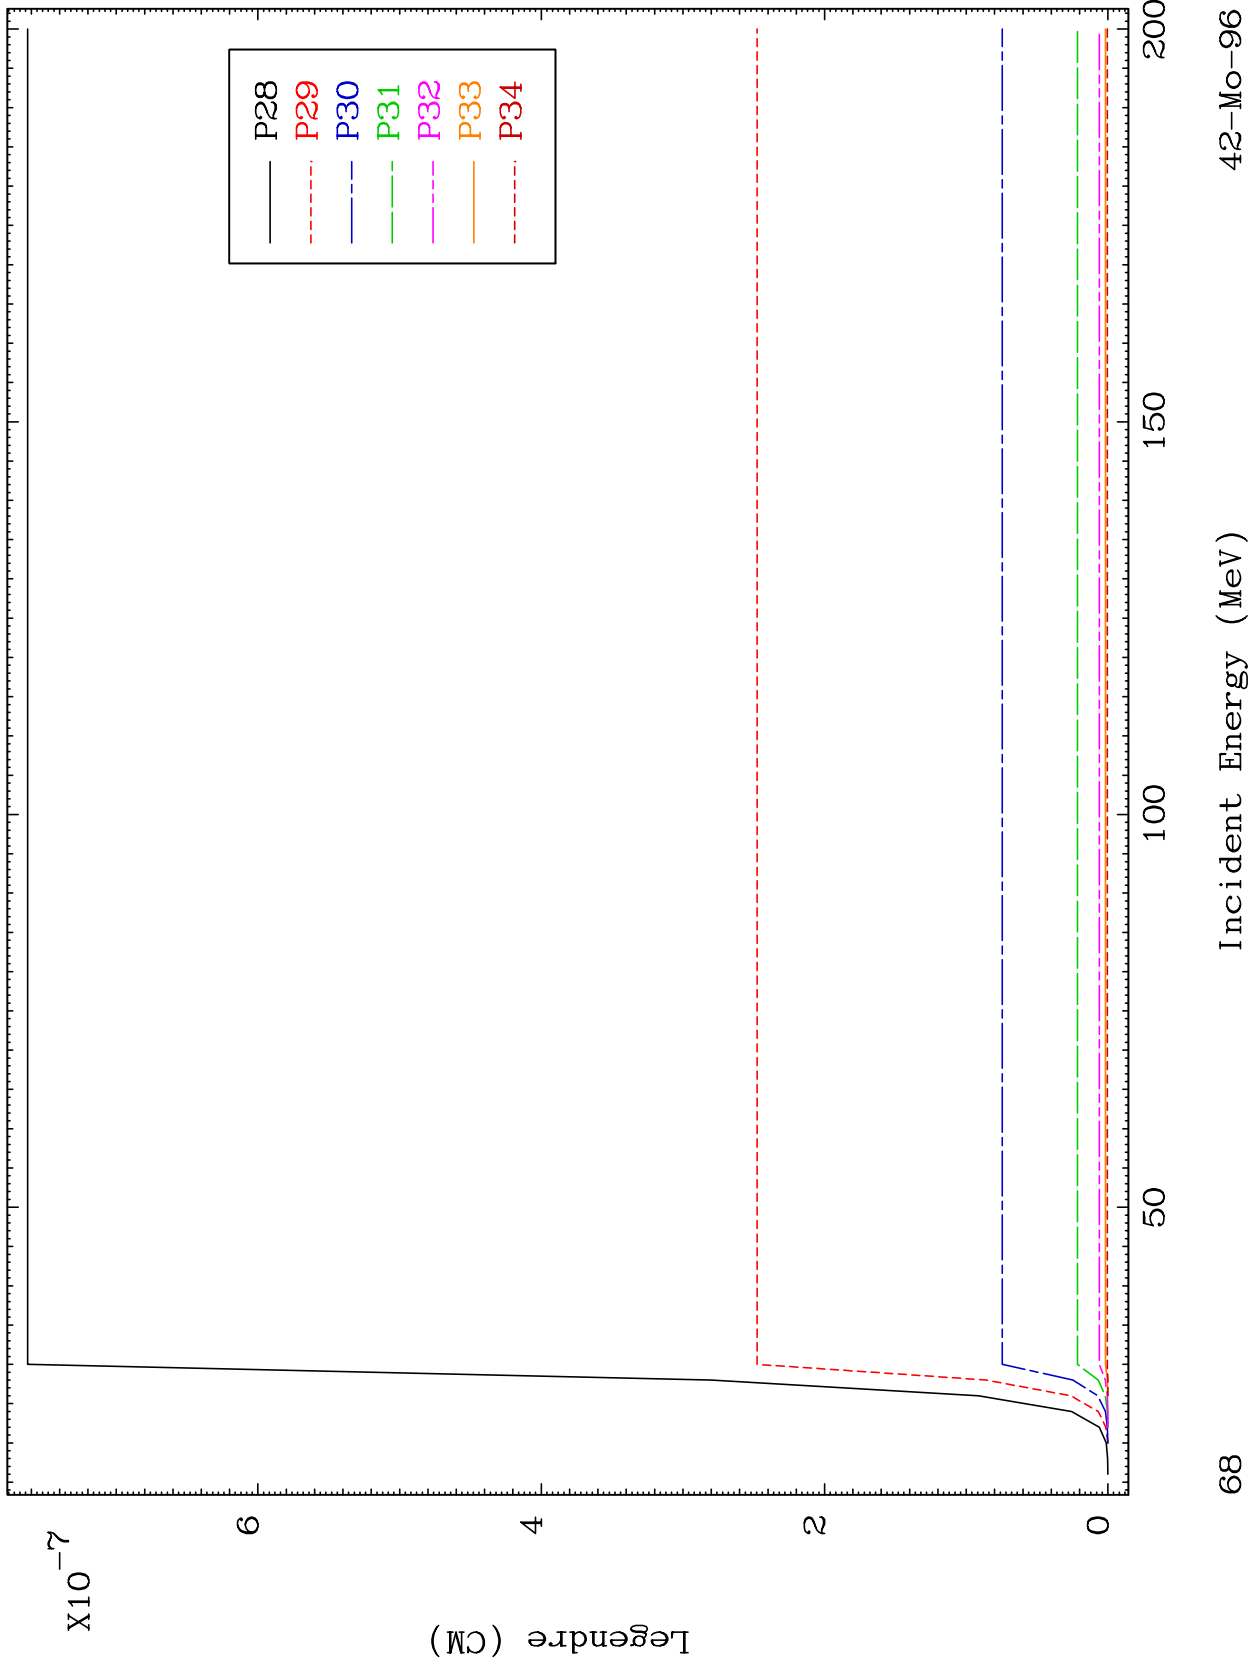 X10-7
6
4
2
0
Legendre (CM)
P28
P29
P30
P31
P32
P33
P34
50
100
150
200
68
Incident Energy (MeV)
42-Mo-96